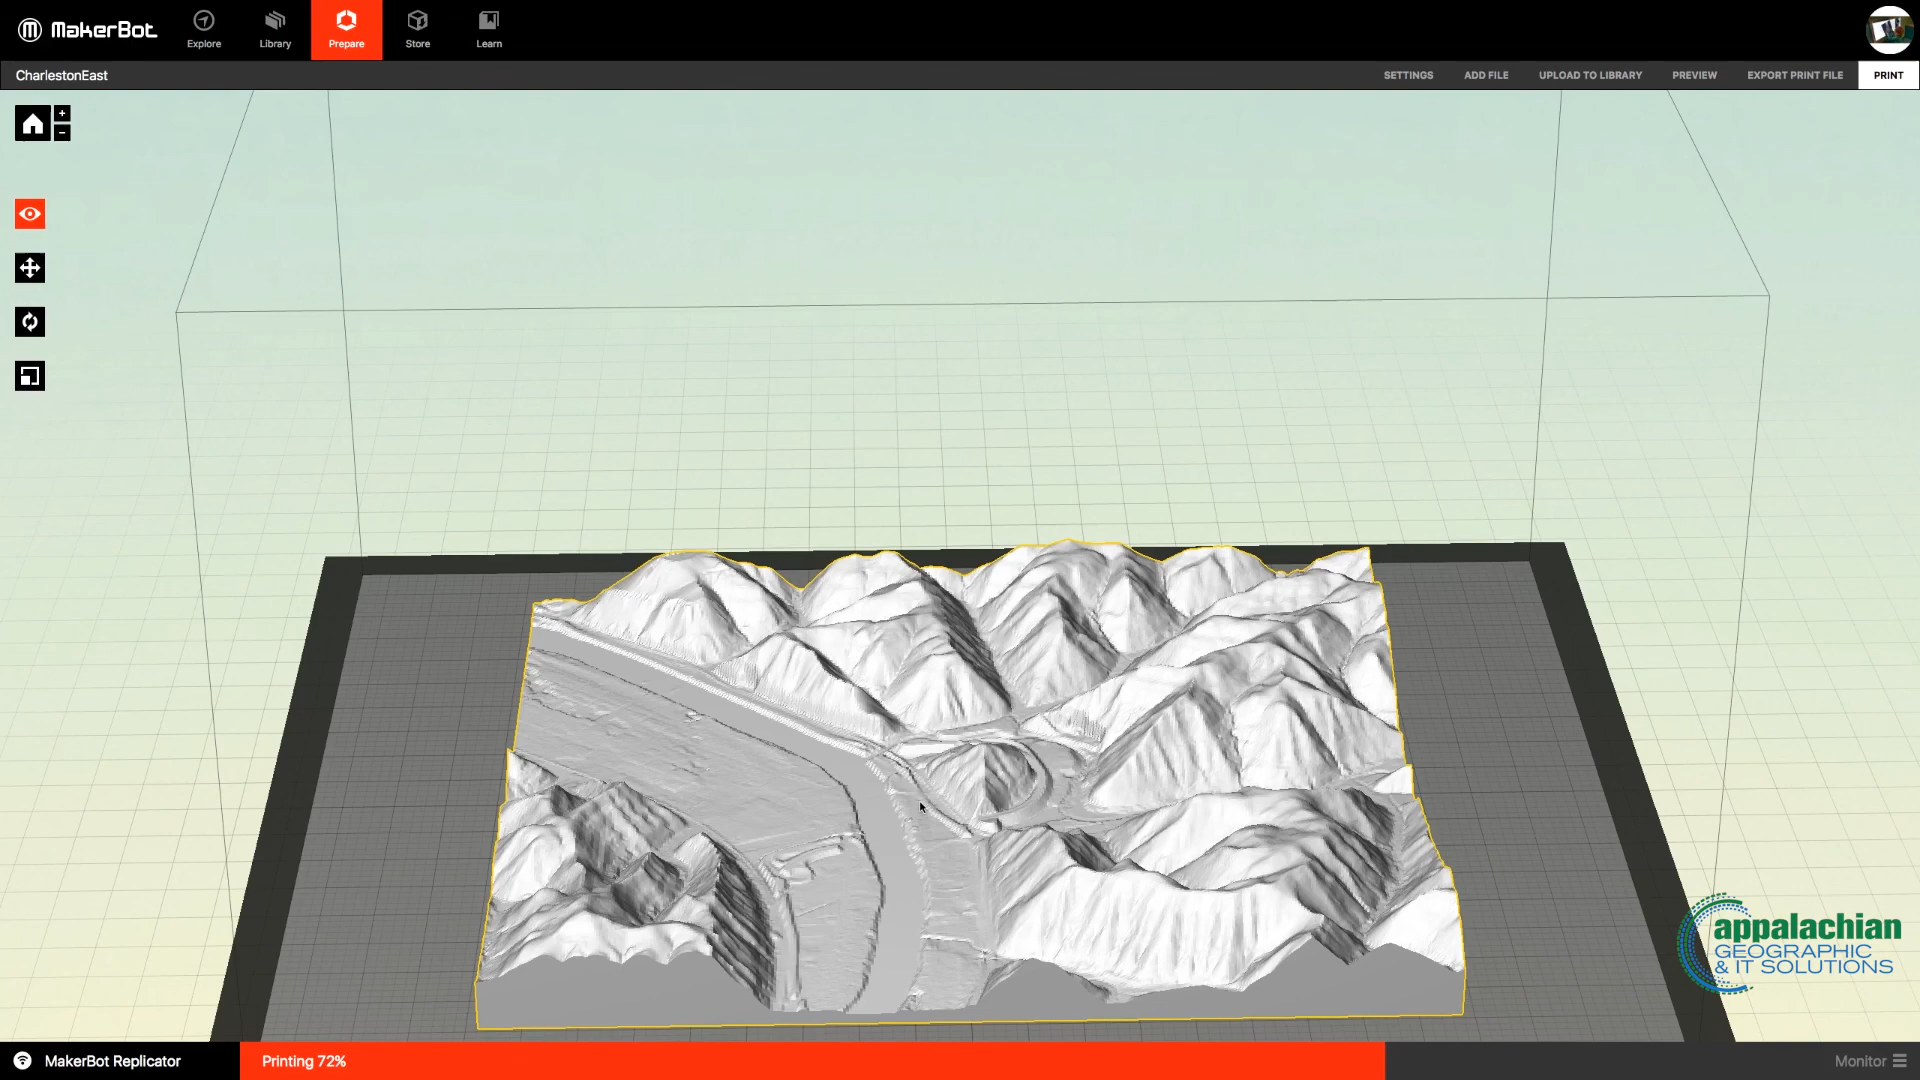 MakerBot
Explore
Library
Prepare
Store
Learn
CharlestonEast
SETTINGS
ADD FILE
UPLOAD TO LIBRARY
PREVIEW
EXPORT PRINT FILE
PRINT
appalachian
GEOGRAPHIC
& IT SOLUTIONS
MakerBot Replicator
Printing 72%
Monitor